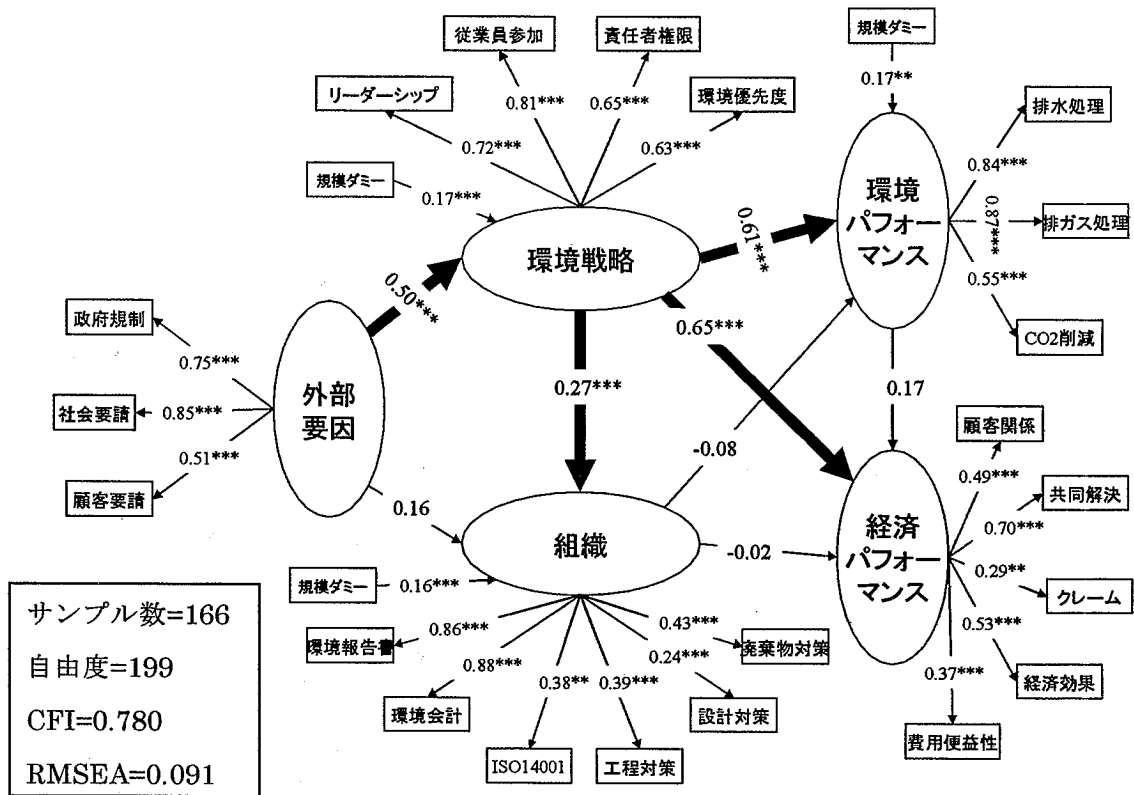 従業員参加
責任者権限
規模ダミー
リーダーシップ
環境優先度
0.81***
0.65***
0.17**
排水処理
0.72***
0.63***
規模ダミー
0.17***
環境
パフォー
マンス
0.84***
0.87***
排ガス処理
0.55***
CO2削減
環境戦略
0.61***
0.50***
0.65***
政府規制
0.75***
社会要請
0.85***
顧客要請
0.51***
外部
要因
0.27***
0.17
-0.08
0.16
顧客関係
0.49***
共同解決
0.70***
組織
-0.02
経済
パフォー
マンス
0.29**
クレーム
0.53***
経済効果
0.37***
費用便益性
規模ダミー
0.16***
環境報告書
0.86***
0.43***
廃棄物対策
0.88***
0.24***
環境会計
0.38**
0.39***
設計対策
ISO14001
工程対策
サンプル数=166
自由度=199
CFI=0.780
RMSEA=0.091